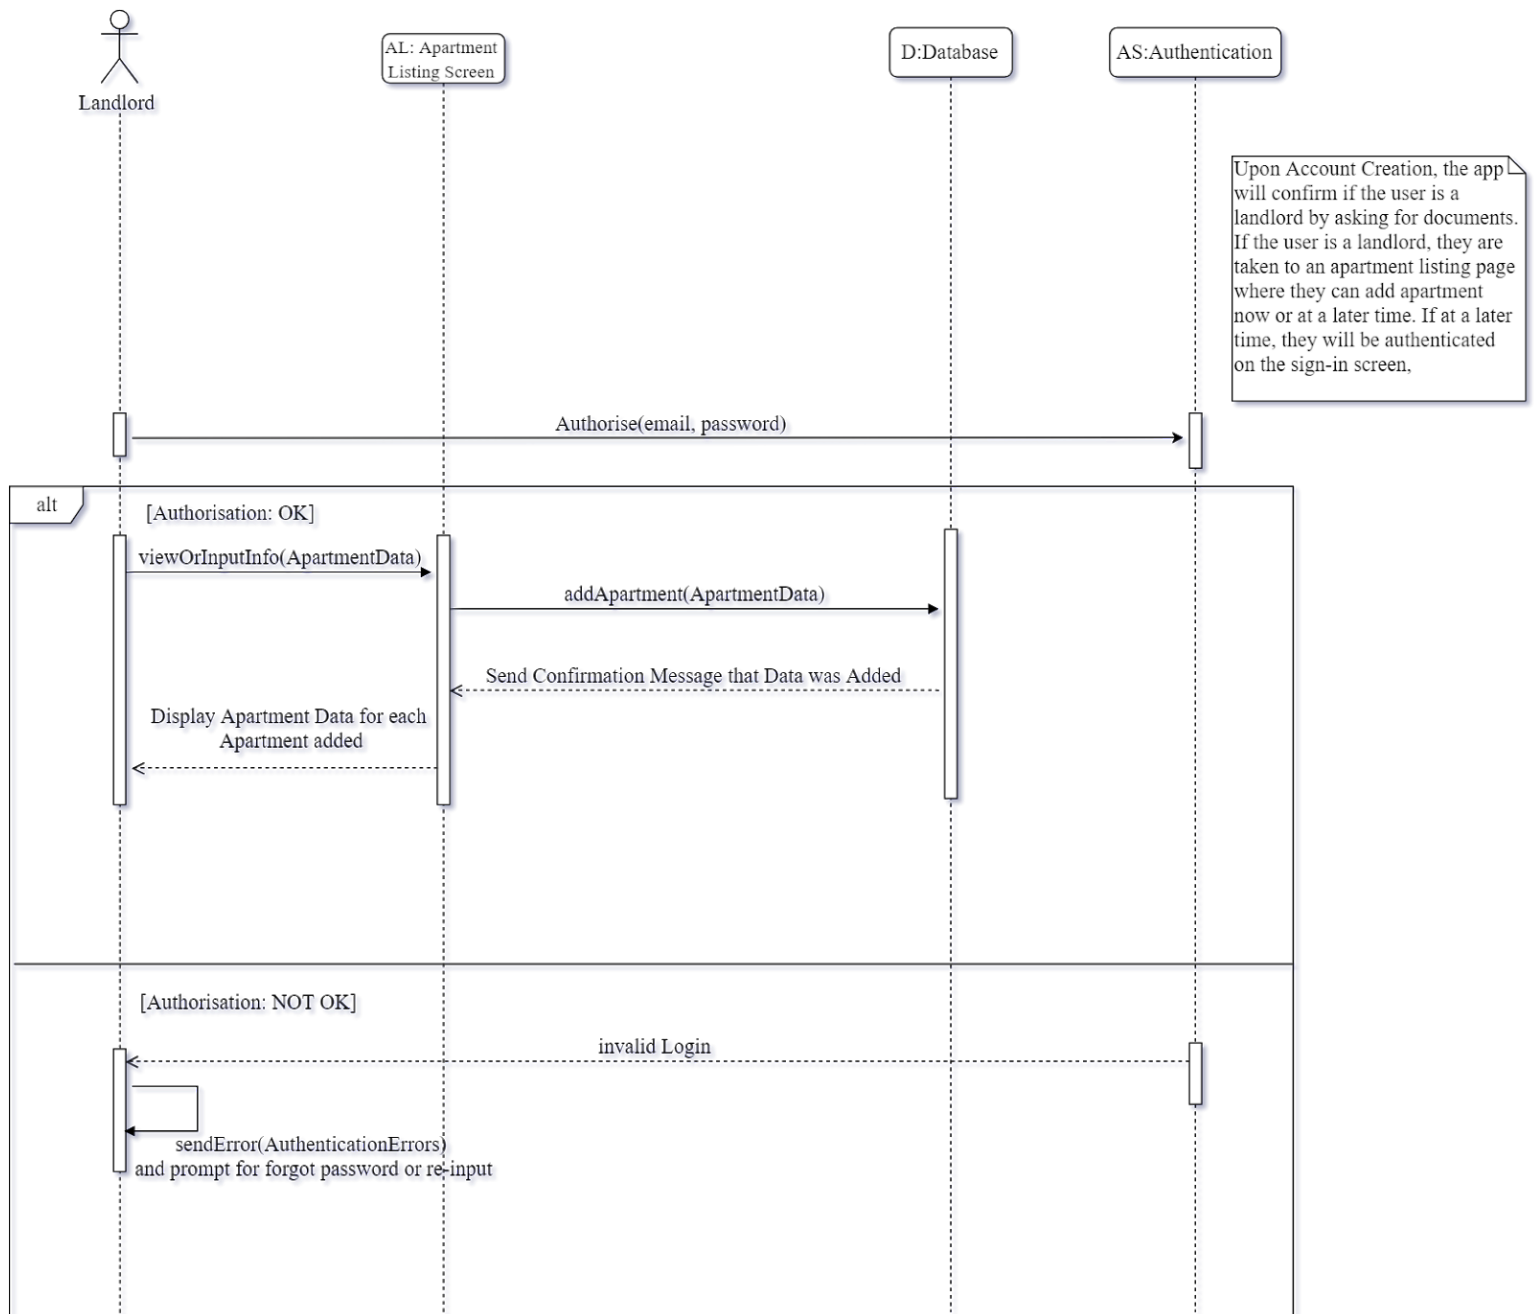 Landlord
AL: Apartment
Listing Screen
D:Database
AS:Authentication
Upon Account Creation, the app
will confirm if the user is a
landlord by asking for documents.
If the user is a landlord, they are
taken to an apartment listing page
where they can add apartment
now or at a later time. If at a later
time, they will be authenticated
on the sign-in screen,
Authorise(email, password)
alt
[Authorisation: OK]
viewOrInputInfo(ApartmentData)
addApartment(ApartmentData)
Send Confirmation Message that Data was Added
Display Apartment Data for each
Apartment added
[Authorisation: NOT OK]
invalid Login
sendError(AuthenticationErrors)
and prompt for forgot password or re-input